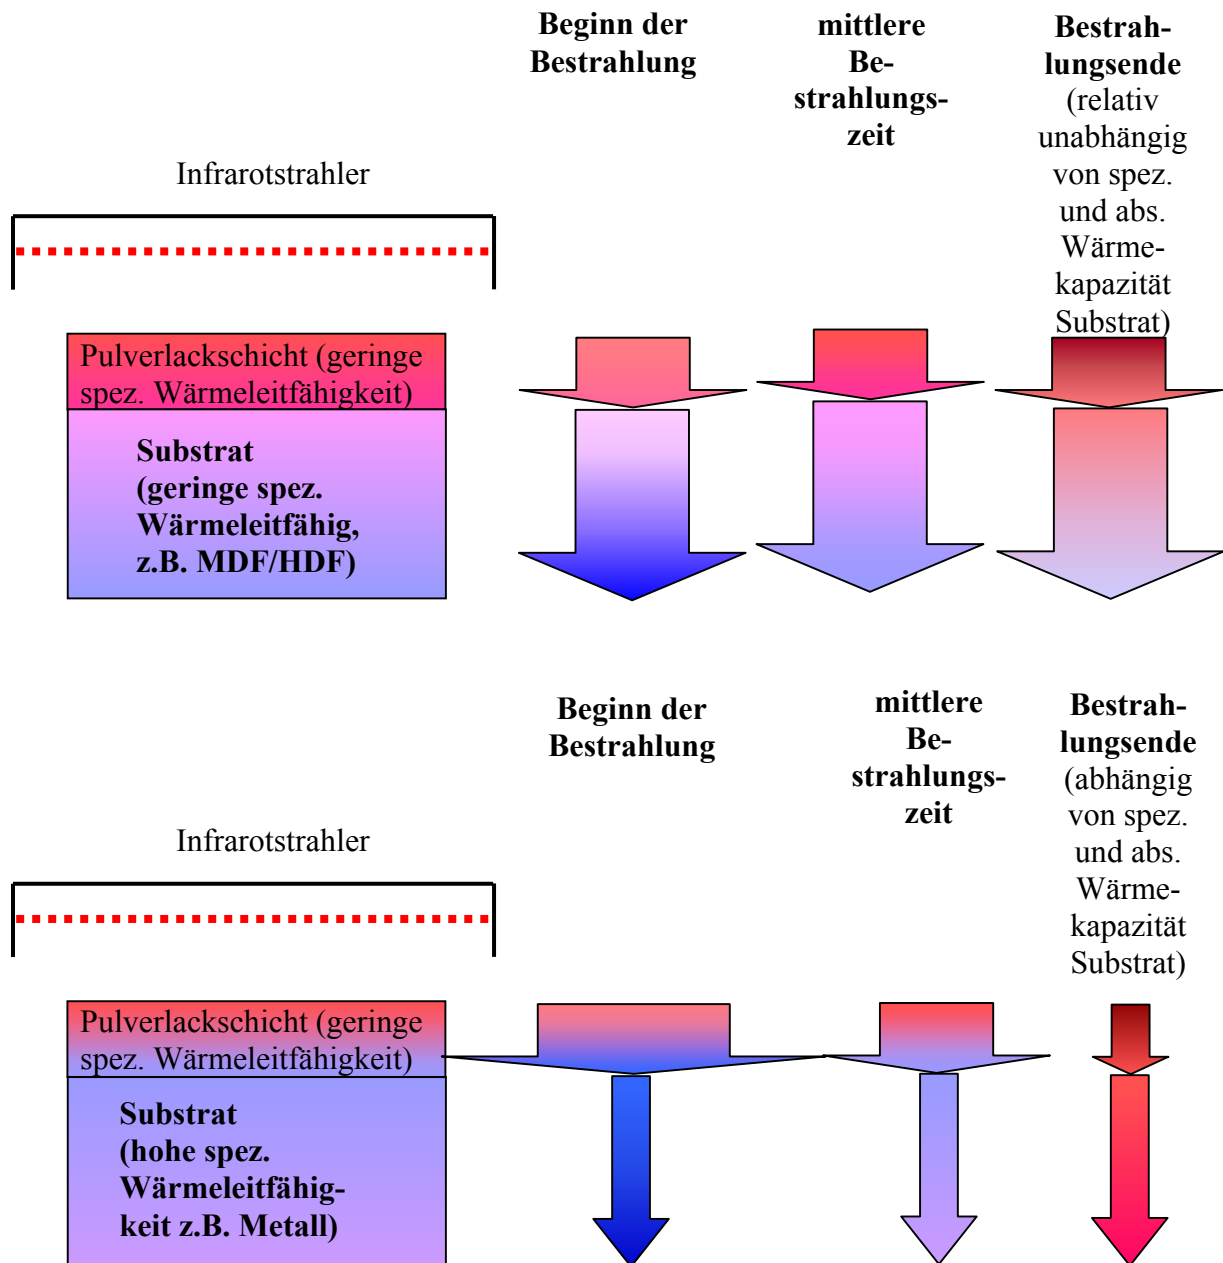 Beginn der
Bestrahlung
mittlere
Be-
strahlungs-
zeit
Bestrah-
lungsende
(relativ
unabhängig
von spez.
und abs.
Wärme-
kapazität
Substrat)
Infrarotstrahler
Pulverlackschicht (geringe
spez. Wärmeleitfähigkeit)
Substrat
(geringe spez.
Wärmeleitfähig,
z.B. MDF/HDF)
Beginn der
Bestrahlung
mittlere
Be-
strahlungs-
zeit
Bestrah-
lungsende
(abhängig
von spez.
und abs.
Wärme-
kapazität
Substrat)
Infrarotstrahler
Pulverlackschicht (geringe
spez. Wärmeleitfähigkeit)
Substrat
(hohe spez.
Wärmeleitfähig-
keit z.B. Metall)